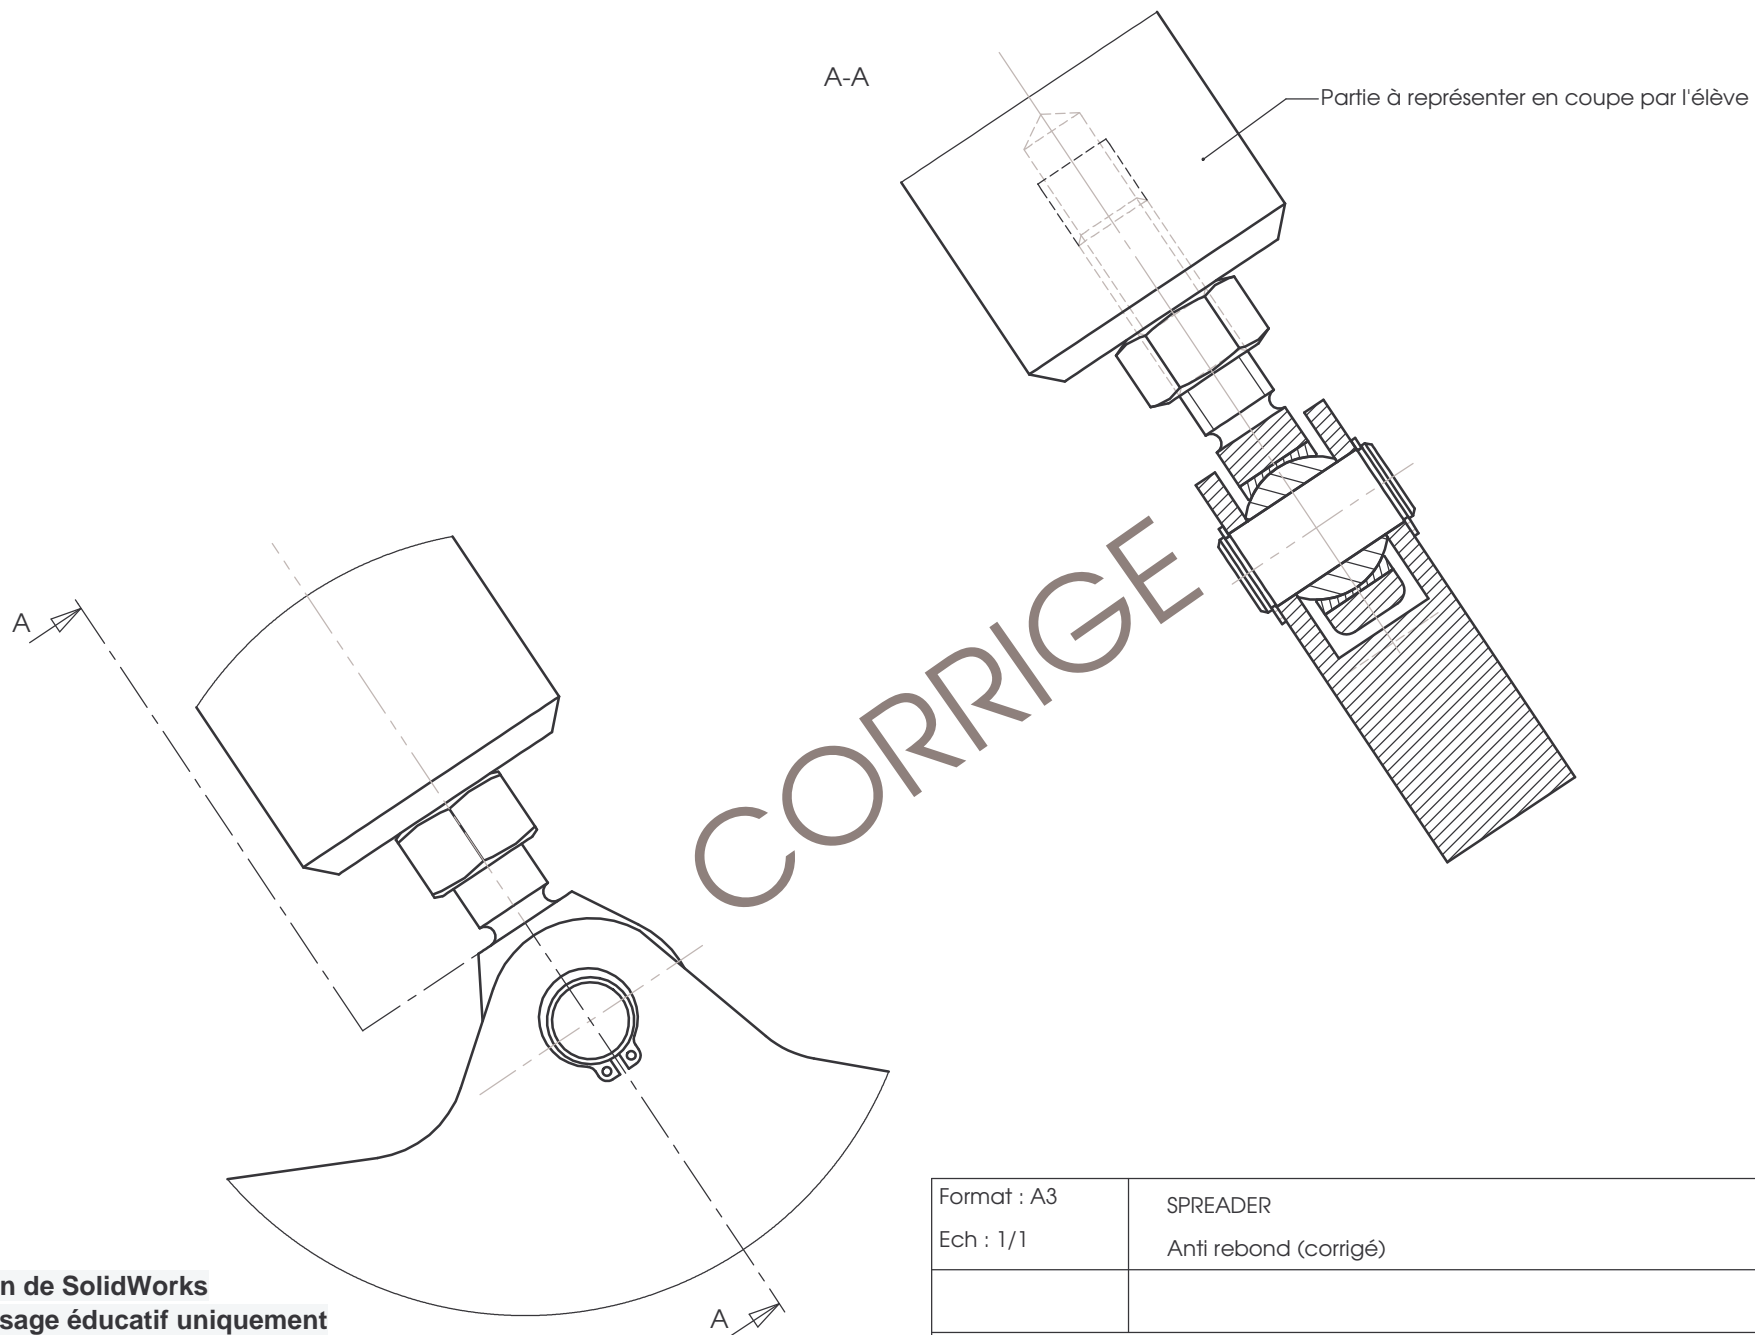 A-A
Partie à représenter en coupe par l'élève
A
CORRIGE
Format : A3
SPREADER
Ech : 1/1
Anti rebond (corrigé)
n de SolidWorks
sage éducatif uniquement
A